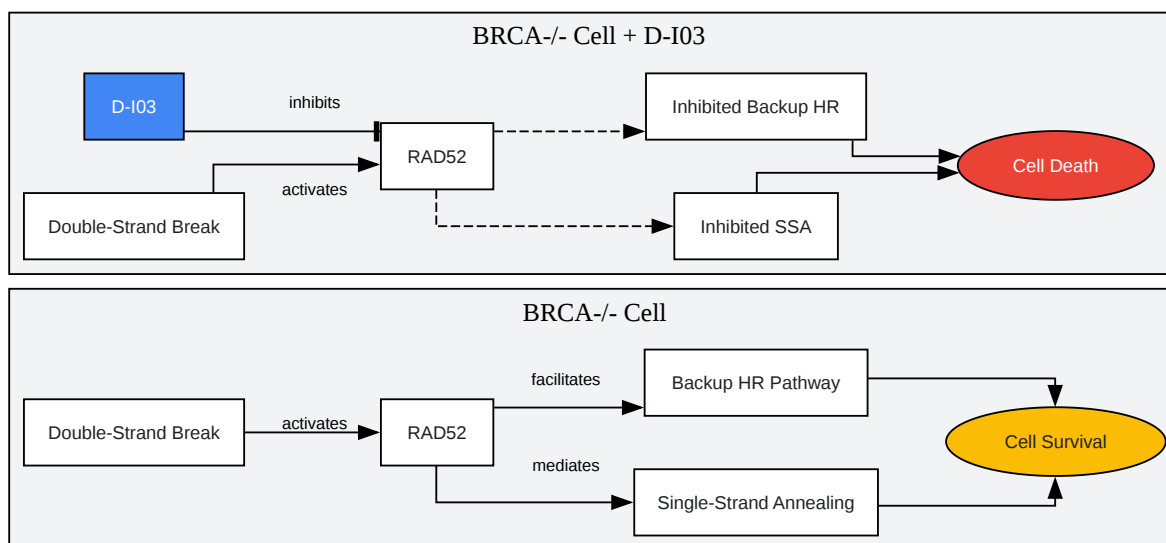 BRCA-/- Cell + D-I03
D-I03
inhibits
Inhibited Backup HR
RAD52
Cell Death
activates
Double-Strand Break
Inhibited SSA
BRCA-/- Cell
facilitates
Backup HR Pathway
Double-Strand Break
activates
RAD52
Cell Survival
mediates
Single-Strand Annealing